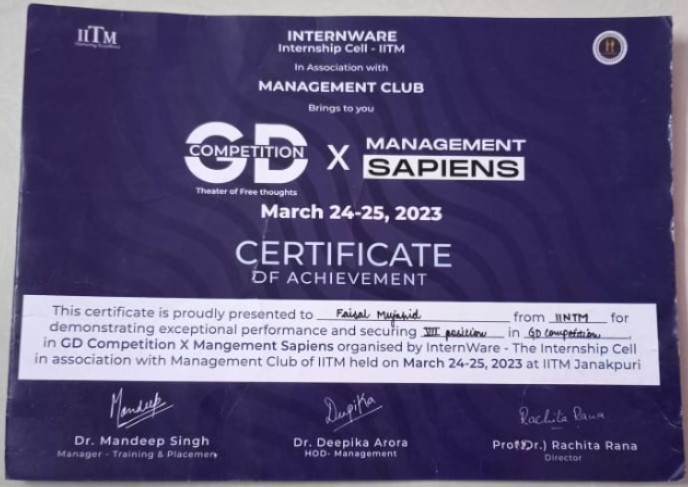 IITM
INTERNWARE
Internship Cell - IITM
In Association with
MANAGEMENT CLUB
Brings to you
GD
COMPETITION
Theater of Free thoughts
X
MANAGEMENT
SAPIENS
March 24-25, 2023
CERTIFICATE
OF ACHIEVEMENT
This certificate is proudly presented to Faisal Mujahid from IINTM for
demonstrating exceptional performance and securing VII position in GD competition
in GD Competition X Mangement Sapiens organised by InternWare - The Internship Cell
in association with Management Club of IITM held on March 24-25, 2023 at IITM Janakpuri
Mandeep Deepika Rachita Rana
Dr. Mandeep Singh Dr. Deepika Arora Prof.(Dr.) Rachita Rana
Manager - Training & Placement HOD- Management Director